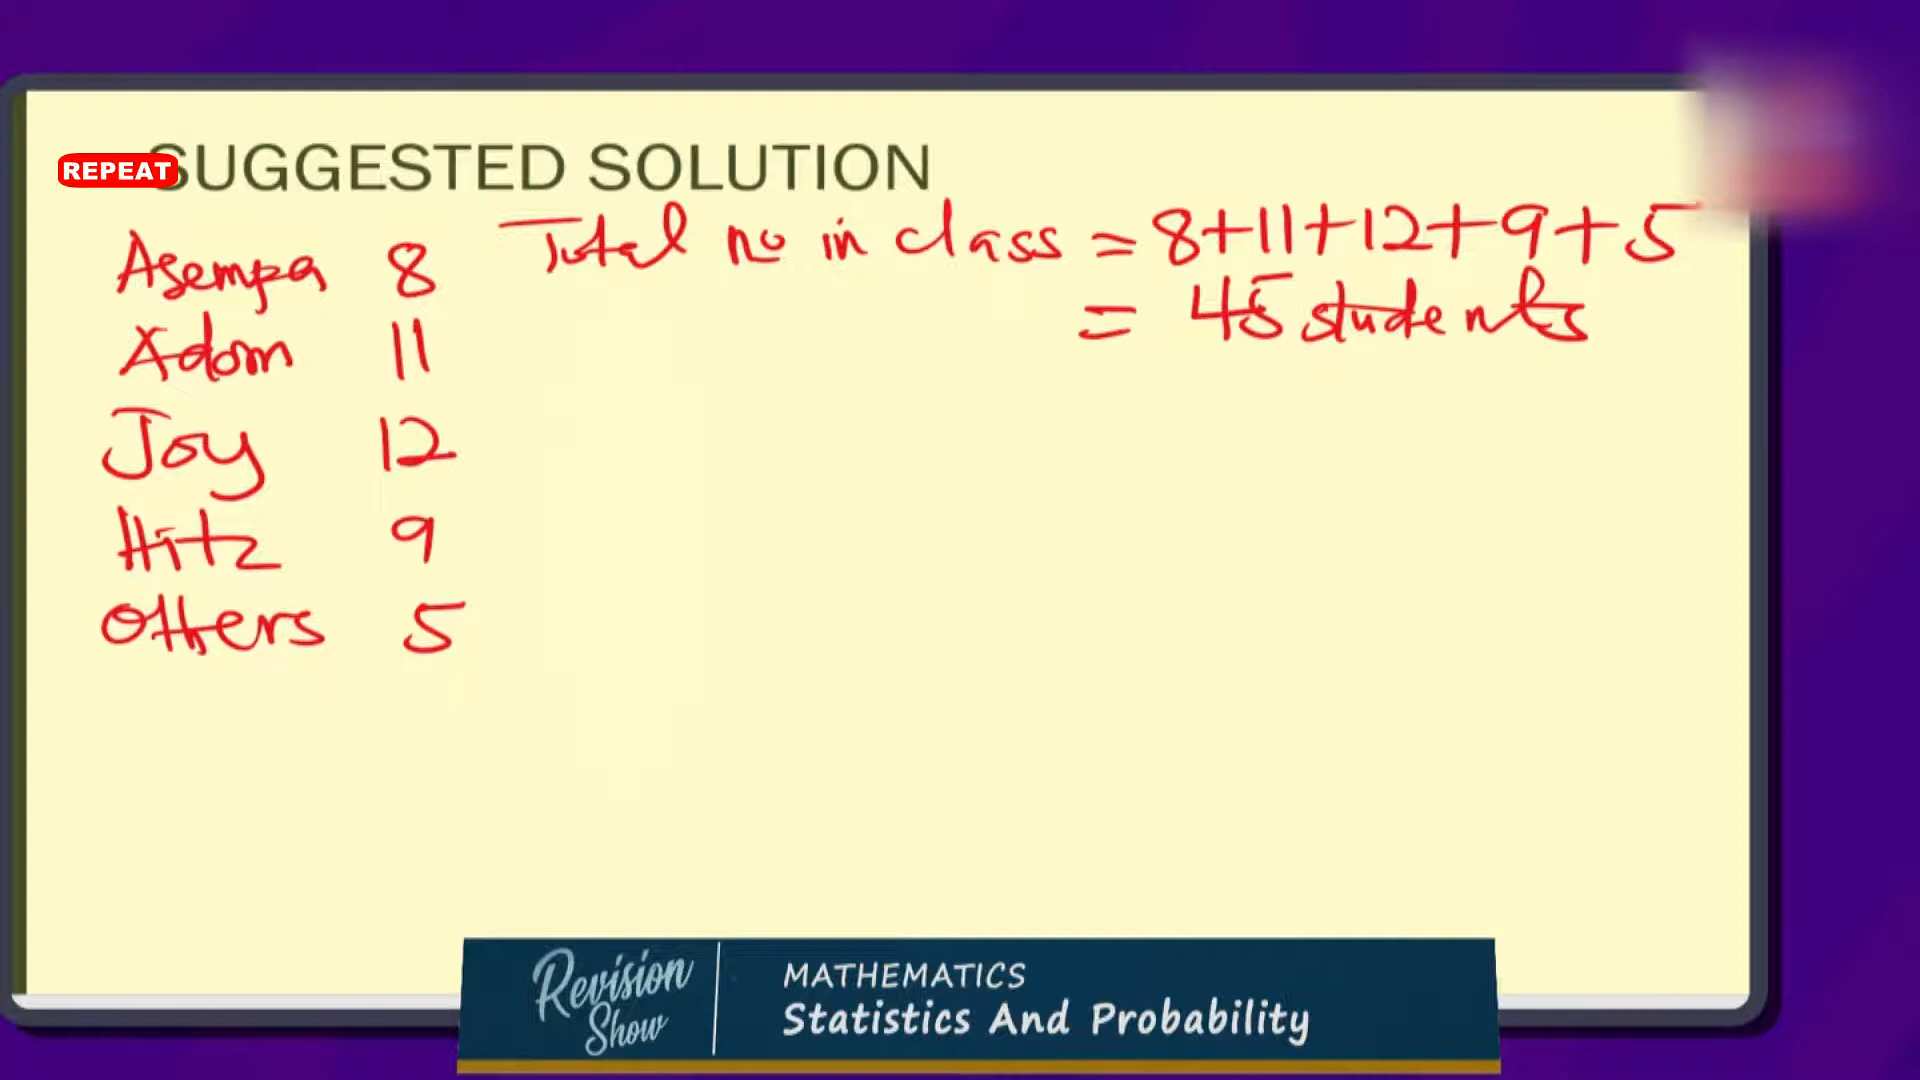 REPEAT
SUGGESTED SOLUTION
Asempa 8
Adom 11
Joy 12
Hitz 9
Others 5
Total no in class = 8+11+12+9+5
= 45 students
Revision
Show
MATHEMATICS
Statistics And Probability